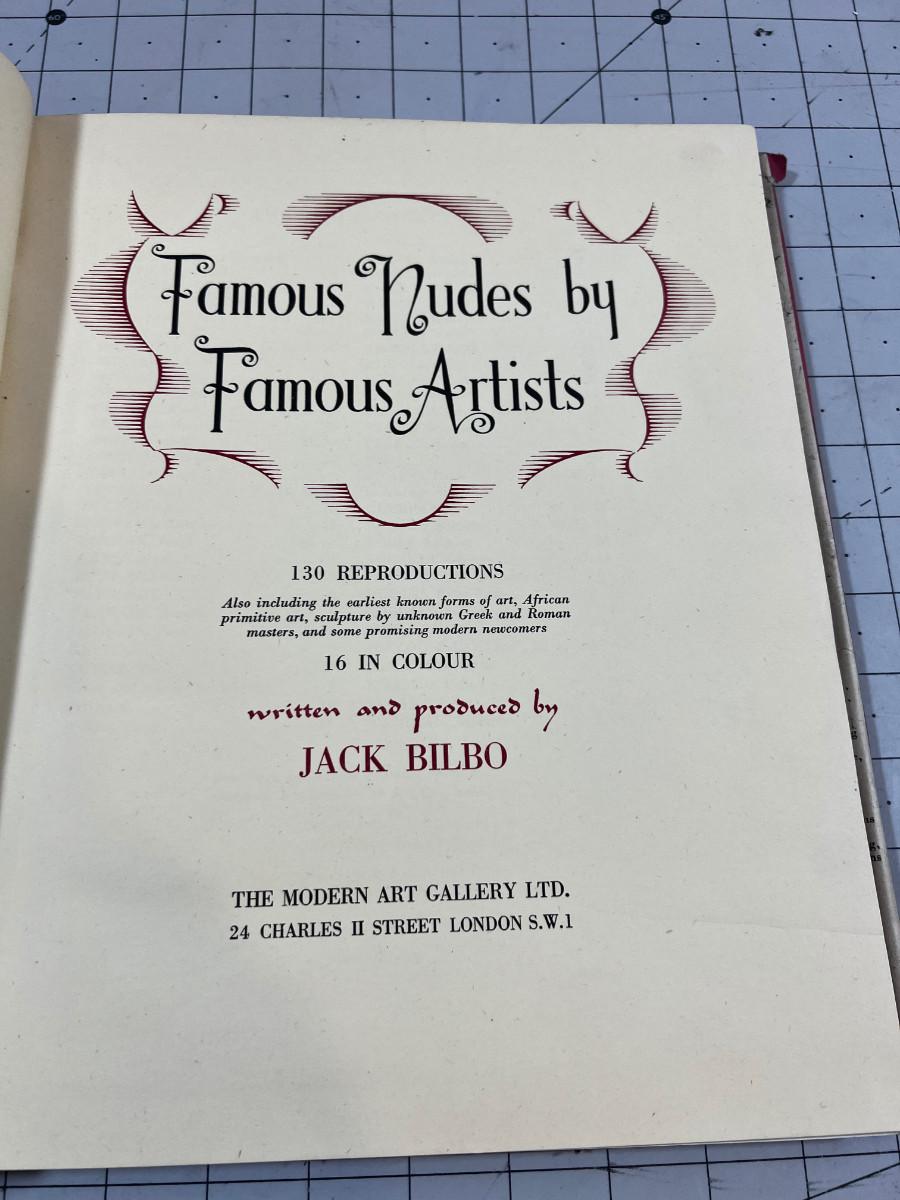 60
45
Famous Nudes by
Famous Artists
130 REPRODUCTIONS
Also including the earliest known forms of art, African
primitive art, sculpture by unknown Greek and Roman
masters, and some promising modern newcomers
16 IN COLOUR
written and produced by
JACK BILBO
THE MODERN ART GALLERY LTD.
24 CHARLES II STREET LONDON S.W.1